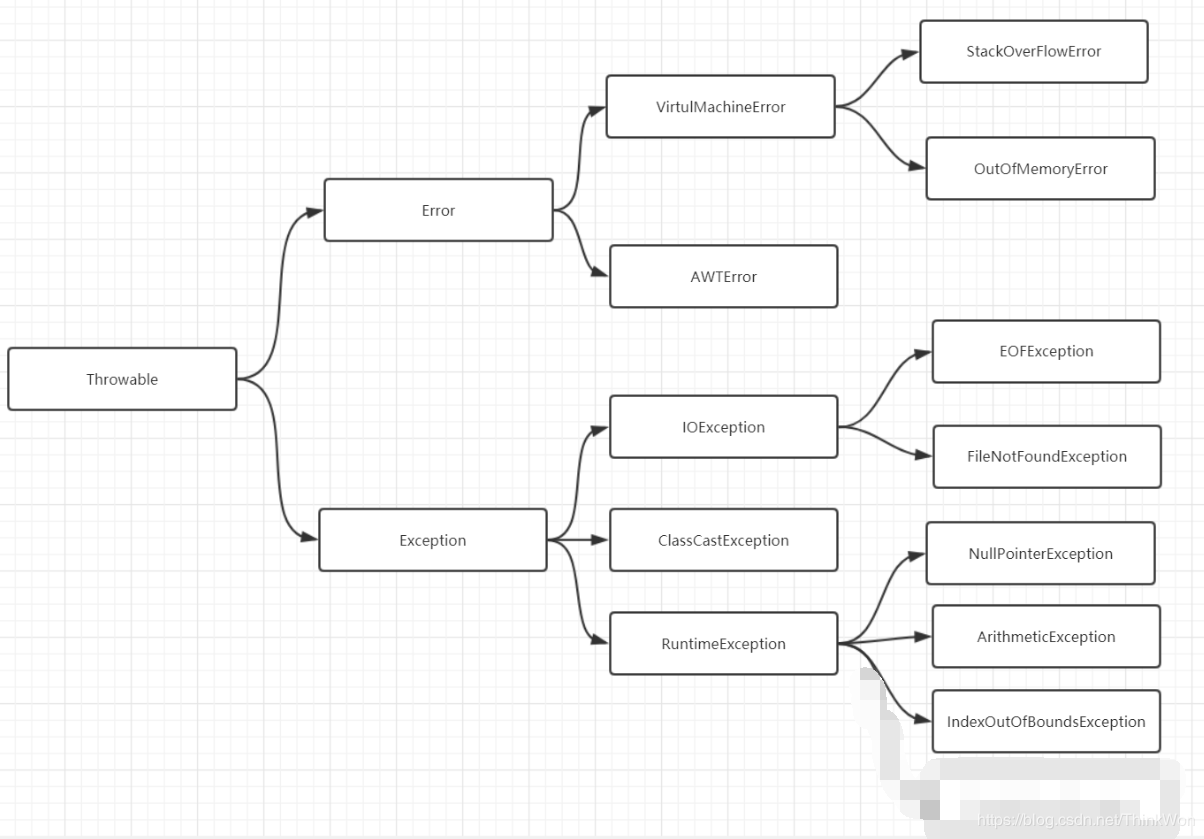 Throwable
Error
VirtulMachineError
StackOverFlowError
OutOfMemoryError
AWTError
Exception
IOException
EOFException
FileNotFoundException
ClassCastException
RuntimeException
NullPointerException
ArithmeticException
IndexOutOfBoundsException
https://blog.csdn.net/ThinkWon